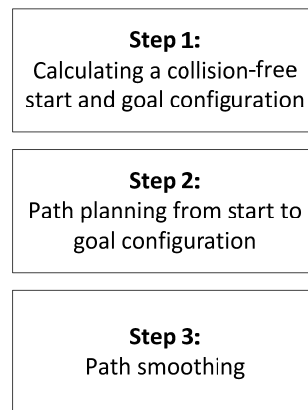 Step 1:
Calculating a collision-free
start and goal configuration
Step 2:
Path planning from start to
goal configuration
Step 3:
Path smoothing